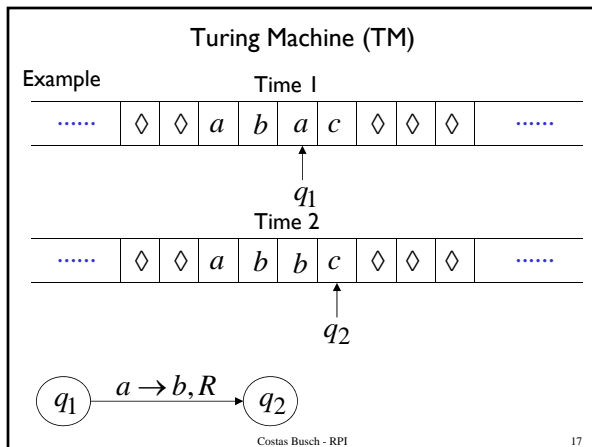 Turing Machine (TM)
Example
Time 1
...... ◊ ◊ a b a c ◊ ◊ ◊ ......
q1
Time 2
...... ◊ ◊ a b b c ◊ ◊ ◊ ......
q2
q1 a → b, R q2
Costas Busch - RPI 17